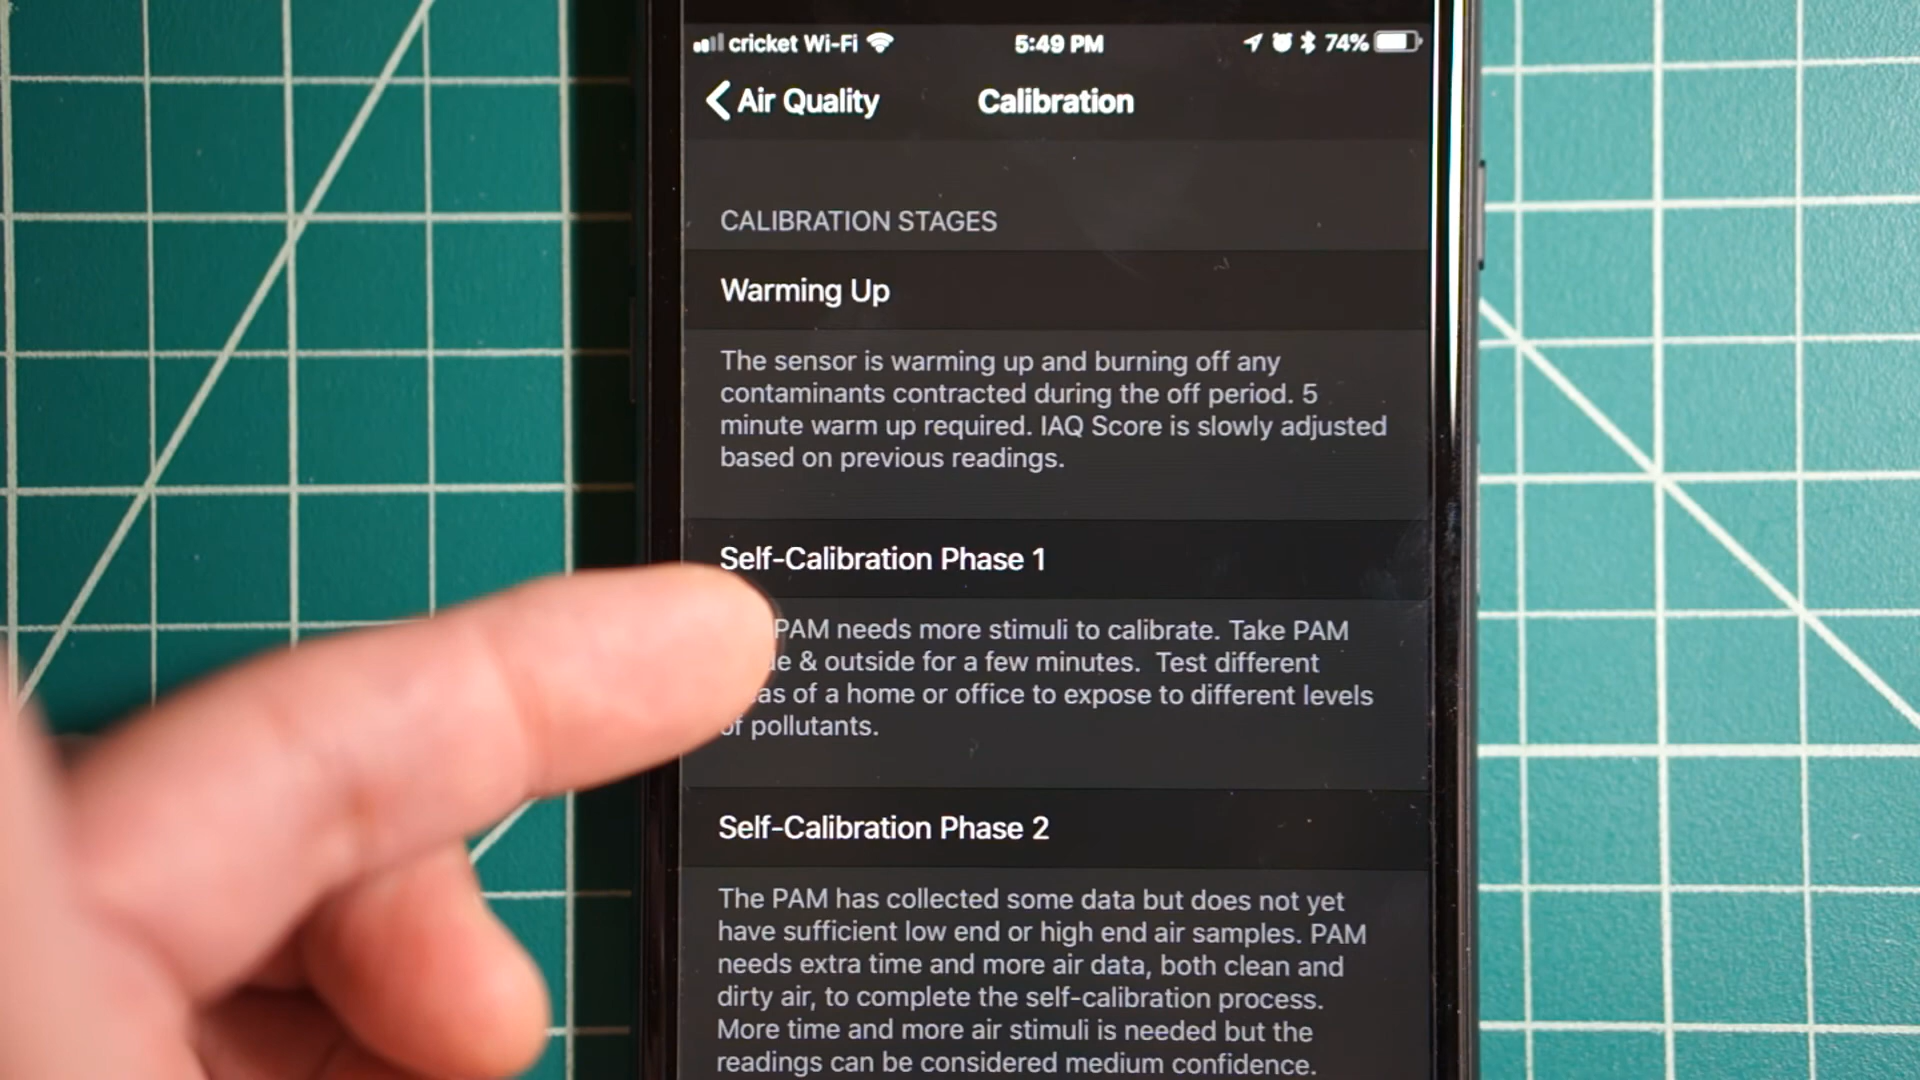 cricket Wi-Fi 5:49 PM 74%
Air Quality Calibration
CALIBRATION STAGES
Warming Up
The sensor is warming up and burning off any
contaminants contracted during the off period. 5
minute warm up required. IAQ Score is slowly adjusted
based on previous readings.
Self-Calibration Phase 1
PAM needs more stimuli to calibrate. Take PAM
& outside for a few minutes. Test different
of a home or office to expose to different levels
of pollutants.
Self-Calibration Phase 2
The PAM has collected some data but does not yet
have sufficient low end or high end air samples. PAM
needs extra time and more air data, both clean and
dirty air, to complete the self-calibration process.
More time and more air stimuli is needed but the
readings can be considered medium confidence.